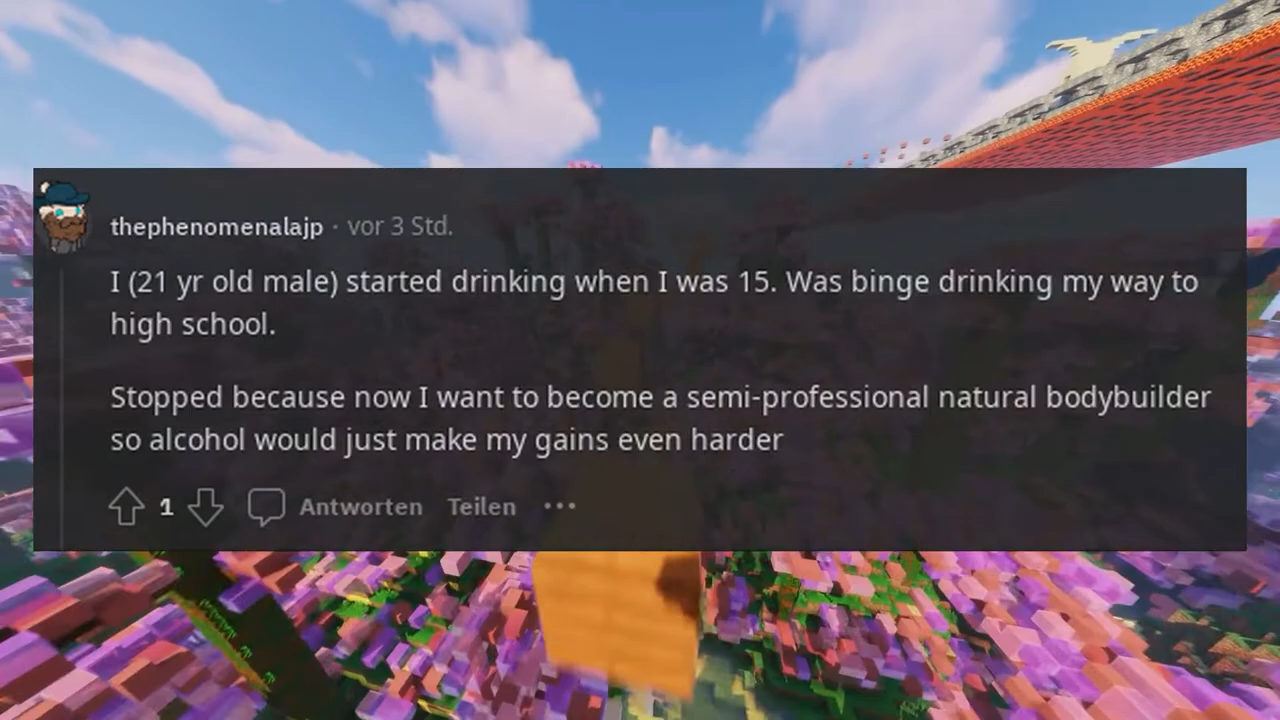 thephenomenalajp · vor 3 Std.
I (21 yr old male) started drinking when I was 15. Was binge drinking my way to
high school.
Stopped because now I want to become a semi-professional natural bodybuilder
so alcohol would just make my gains even harder
1 Antworten Teilen •••